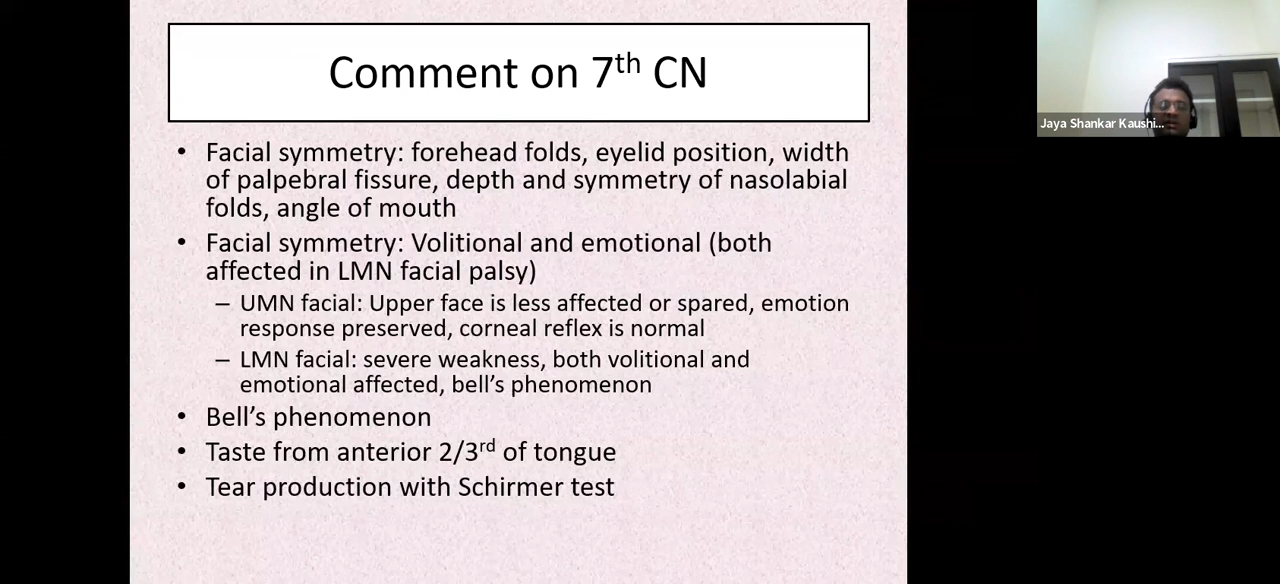 Comment on 7th CN
• Facial symmetry: forehead folds, eyelid position, width
of palpebral fissure, depth and symmetry of nasolabial
folds, angle of mouth
• Facial symmetry: Volitional and emotional (both
affected in LMN facial palsy)
– UMN facial: Upper face is less affected or spared, emotion
response preserved, corneal reflex is normal
– LMN facial: severe weakness, both volitional and
emotional affected, bell’s phenomenon
• Bell’s phenomenon
• Taste from anterior 2/3rd of tongue
• Tear production with Schirmer test
Jaya Shankar Kaushi...